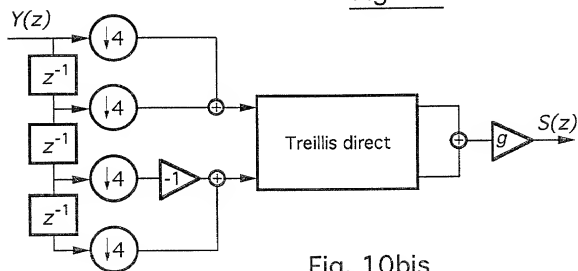 Y(z)
↓4
z⁻¹
↓4
z⁻¹
↓4
-1
z⁻¹
↓4
+
+
Treillis direct
+
g
S(z)
Fig. 10bis